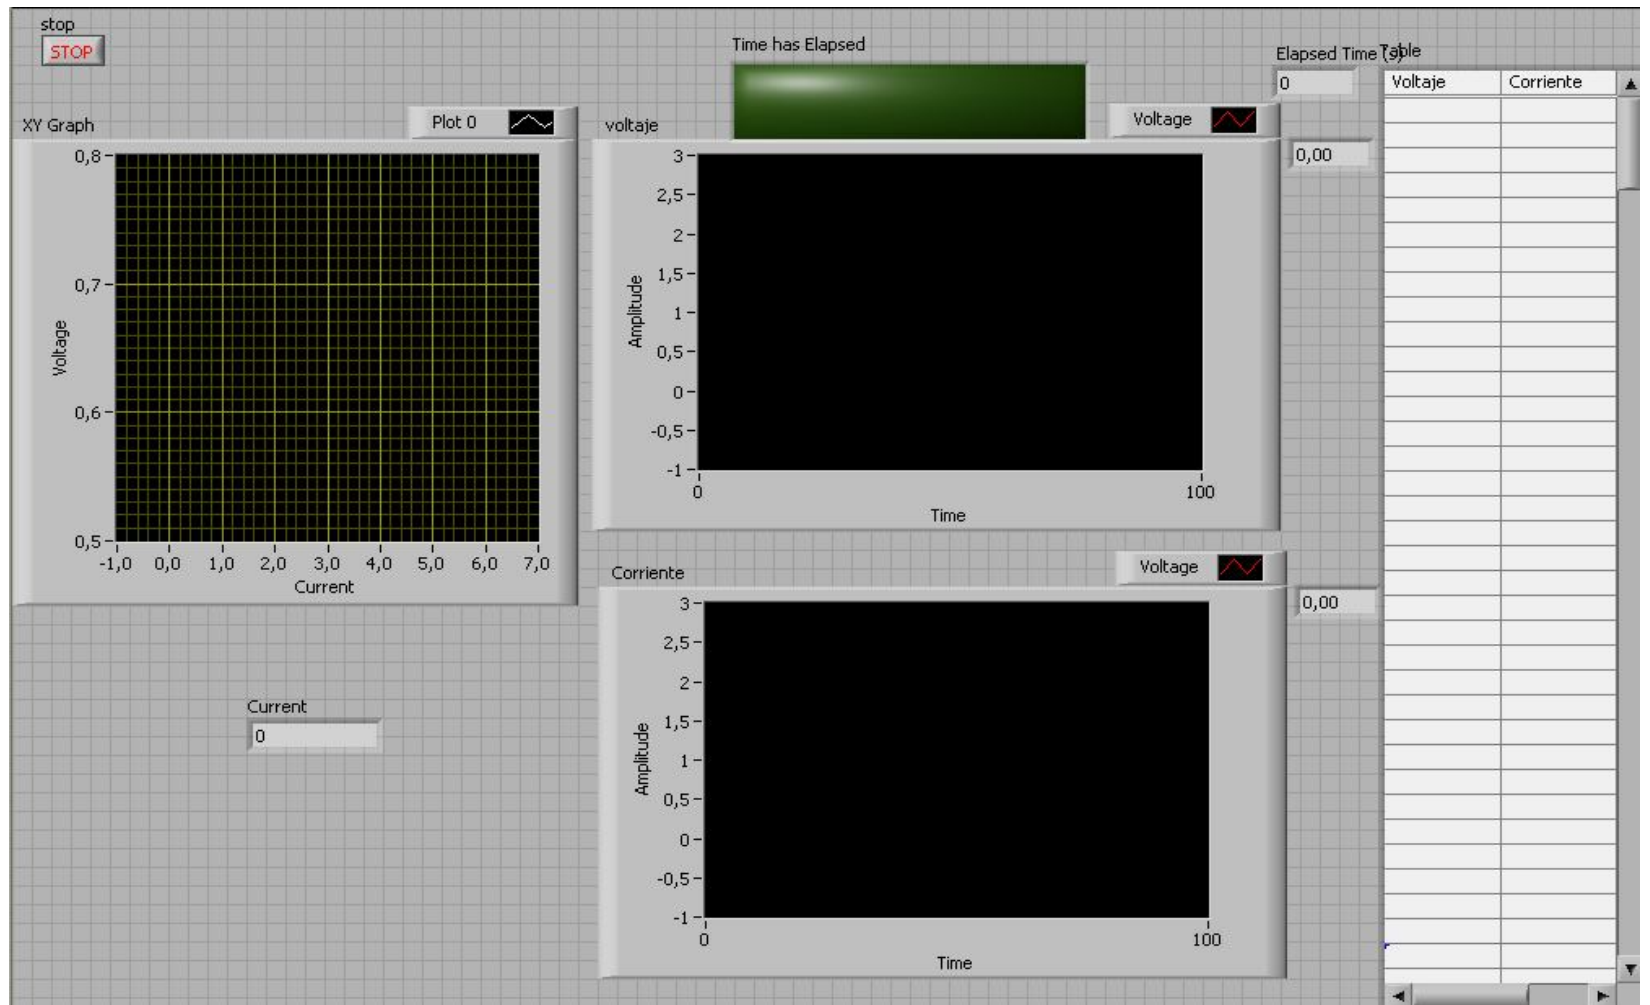 stop
STOP
Time has Elapsed
Elapsed Time (s)
Table
0
Voltaje Corriente
XY Graph
Plot 0
0,8
0,7
0,6
0,5
Voltage
-1,0 0,0 1,0 2,0 3,0 4,0 5,0 6,0 7,0
Current
voltaje
Voltage
0,00
3
2,5
2
1,5
1
0,5
0
-0,5
-1
Amplitude
0 100
Time
Corriente
Voltage
0,00
3
2,5
2
1,5
1
0,5
0
-0,5
-1
Amplitude
0 100
Time
Current
0